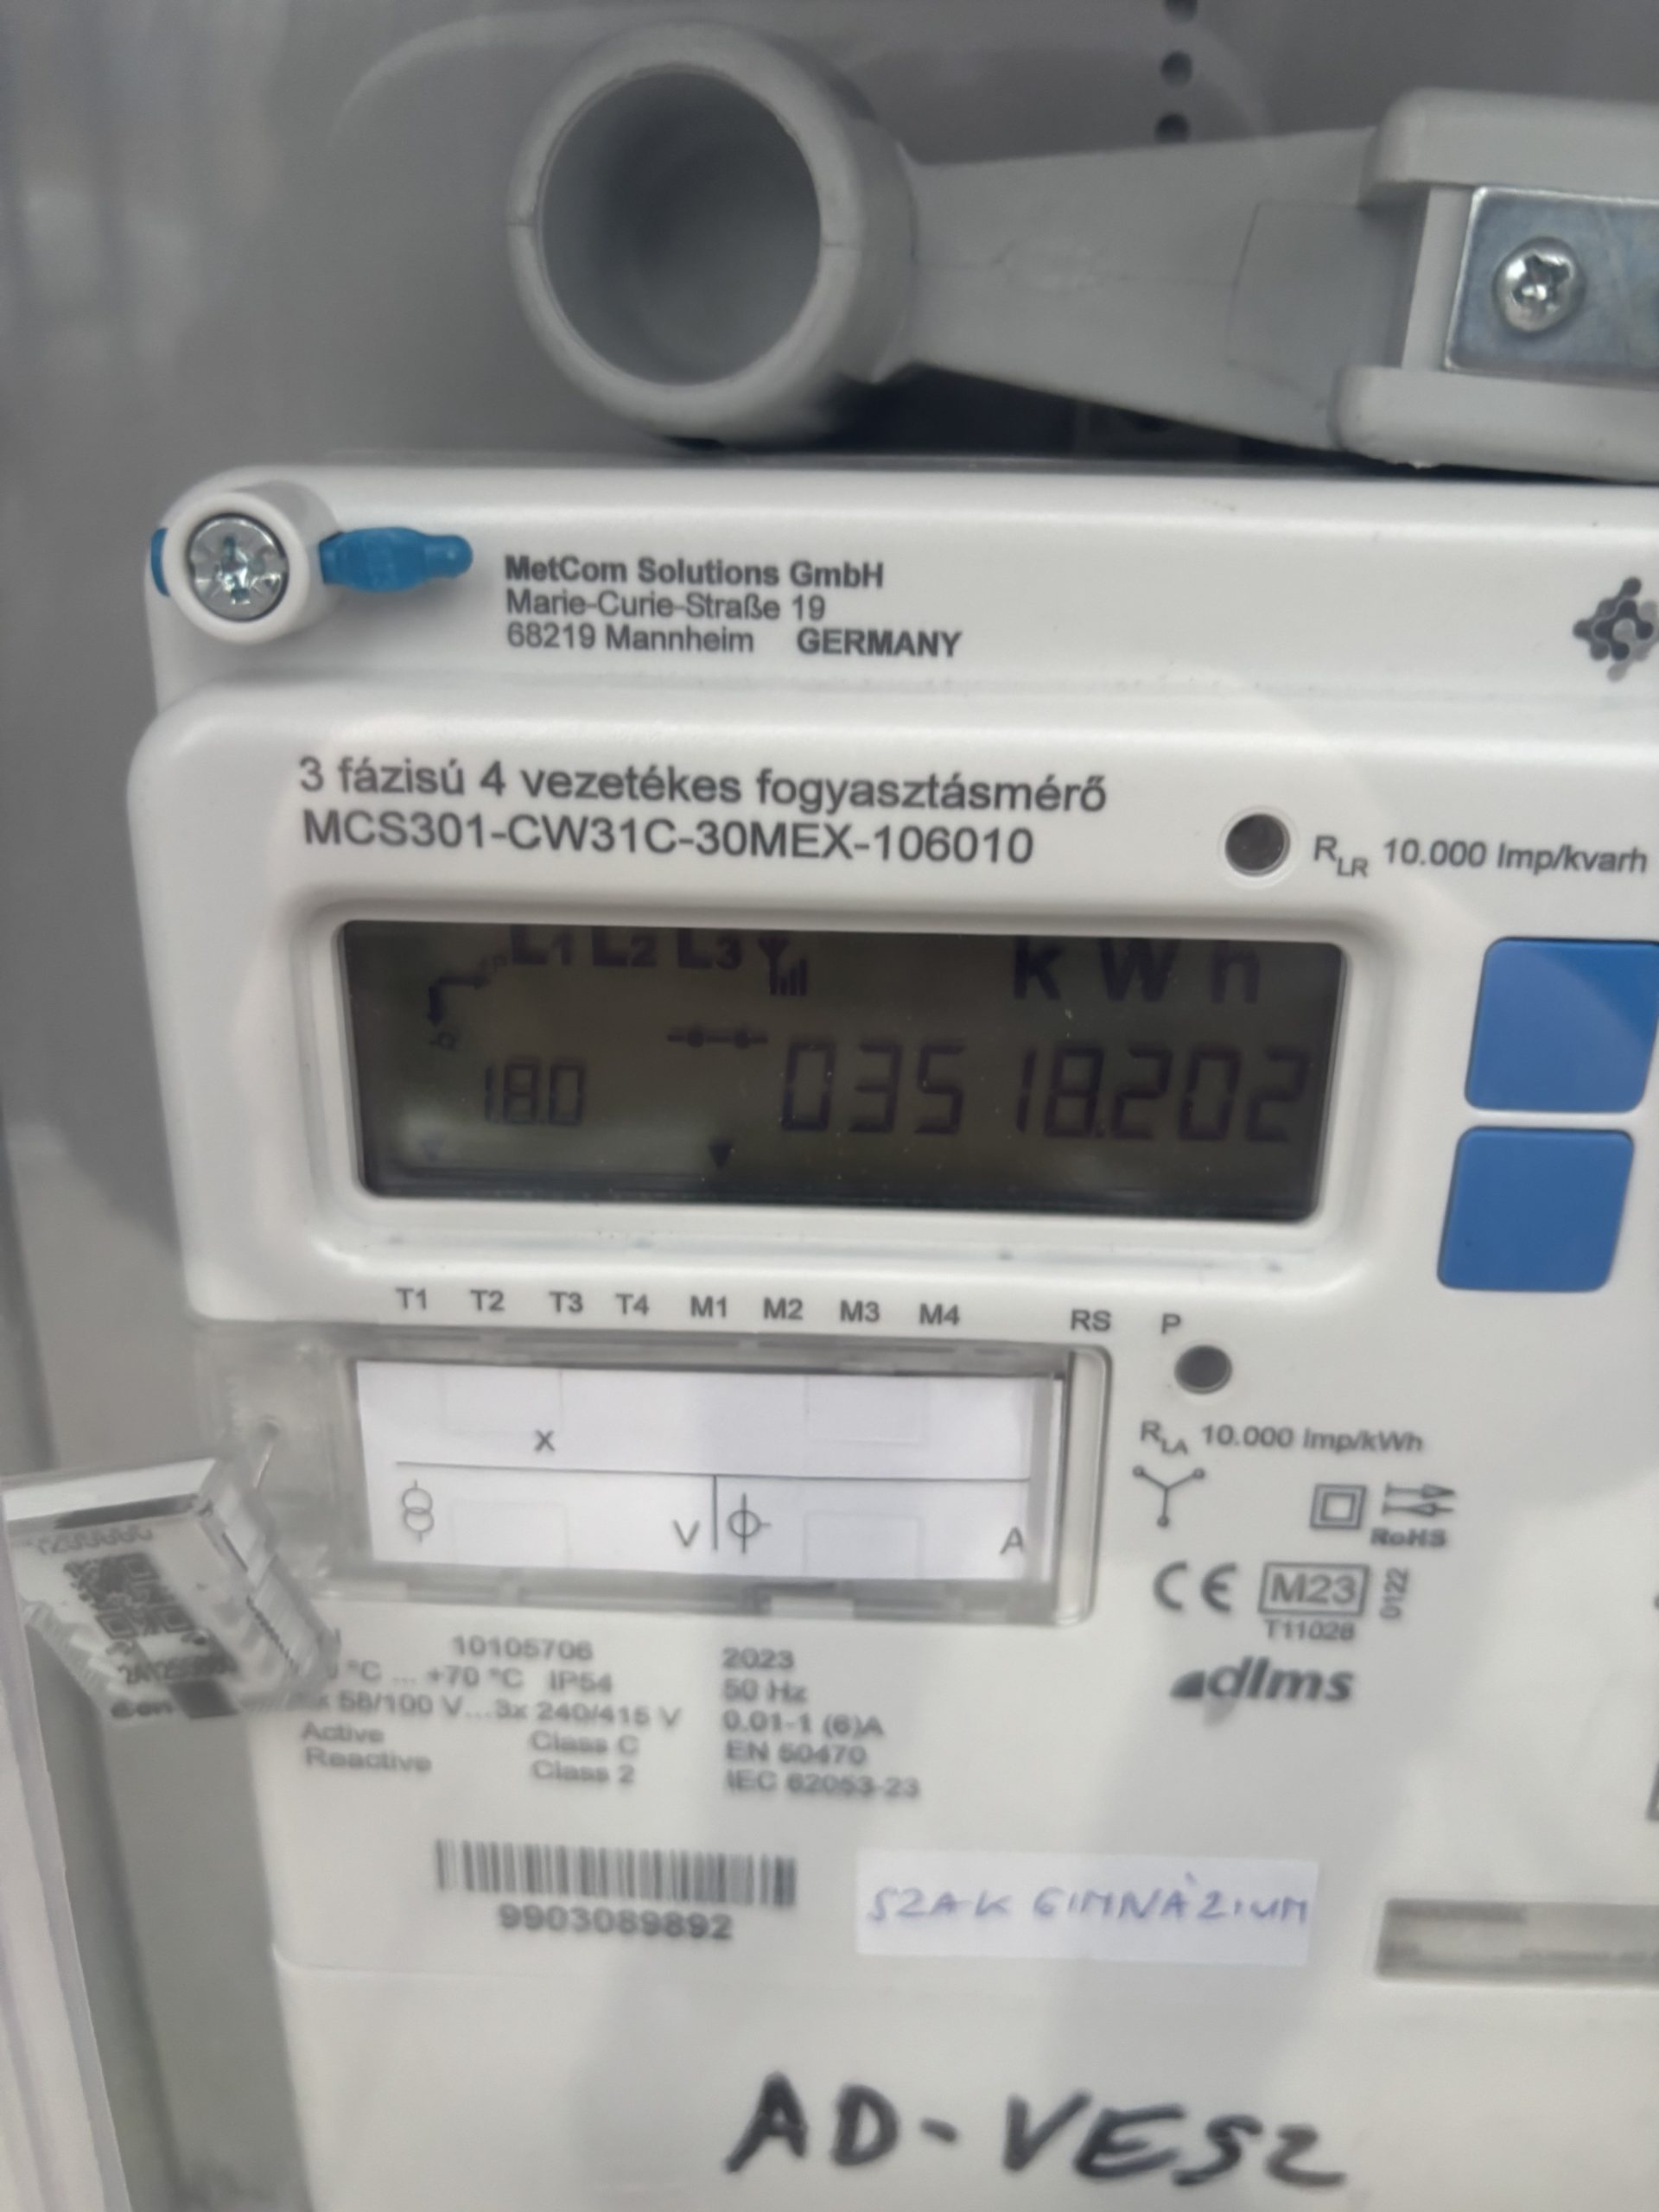 MetCom Solutions GmbH
Marie-Curie-Straße 19
68219 Mannheim GERMANY
3 fázisú 4 vezetékes fogyasztásmérő
MCS301-CW31C-30MEX-106010
RLR 10.000 Imp/kvarh
L1 L2 L3 kWh
1.8.0 03518.202
T1 T2 T3 T4 M1 M2 M3 M4 RS P
RLA 10.000 Imp/kWh
X
V A
RoHS
CE M23 0122
T11028
dlms
10105706 2023
°C ... +70 °C IP54 50 Hz
x 58/100 V...3x 240/415 V 0.01-1 (6)A
Active Class C EN 50470
Reactive Class 2 IEC 62053-23
9903089892
SZAK GIMNÁZIUM
AD-VESZ